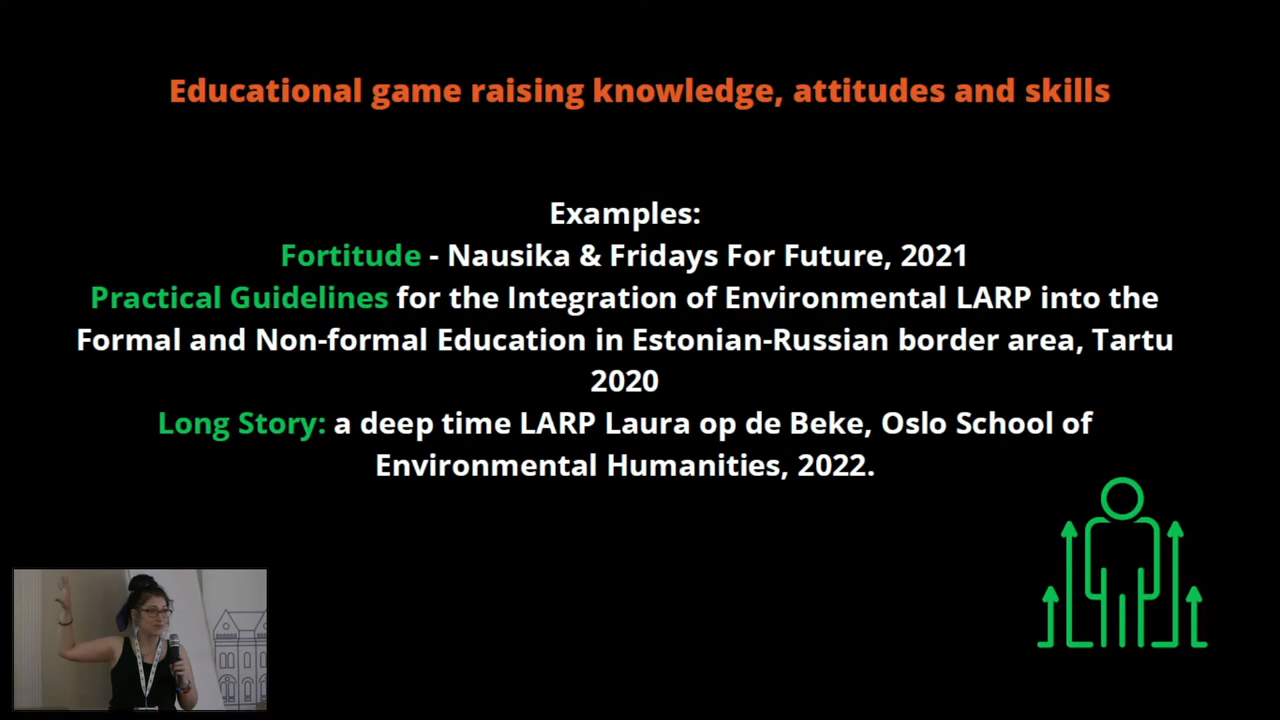 Educational game raising knowledge, attitudes and skills
Examples:
Fortitude - Nausika & Fridays For Future, 2021
Practical Guidelines for the Integration of Environmental LARP into the
Formal and Non-formal Education in Estonian-Russian border area, Tartu
2020
Long Story: a deep time LARP Laura op de Beke, Oslo School of
Environmental Humanities, 2022.